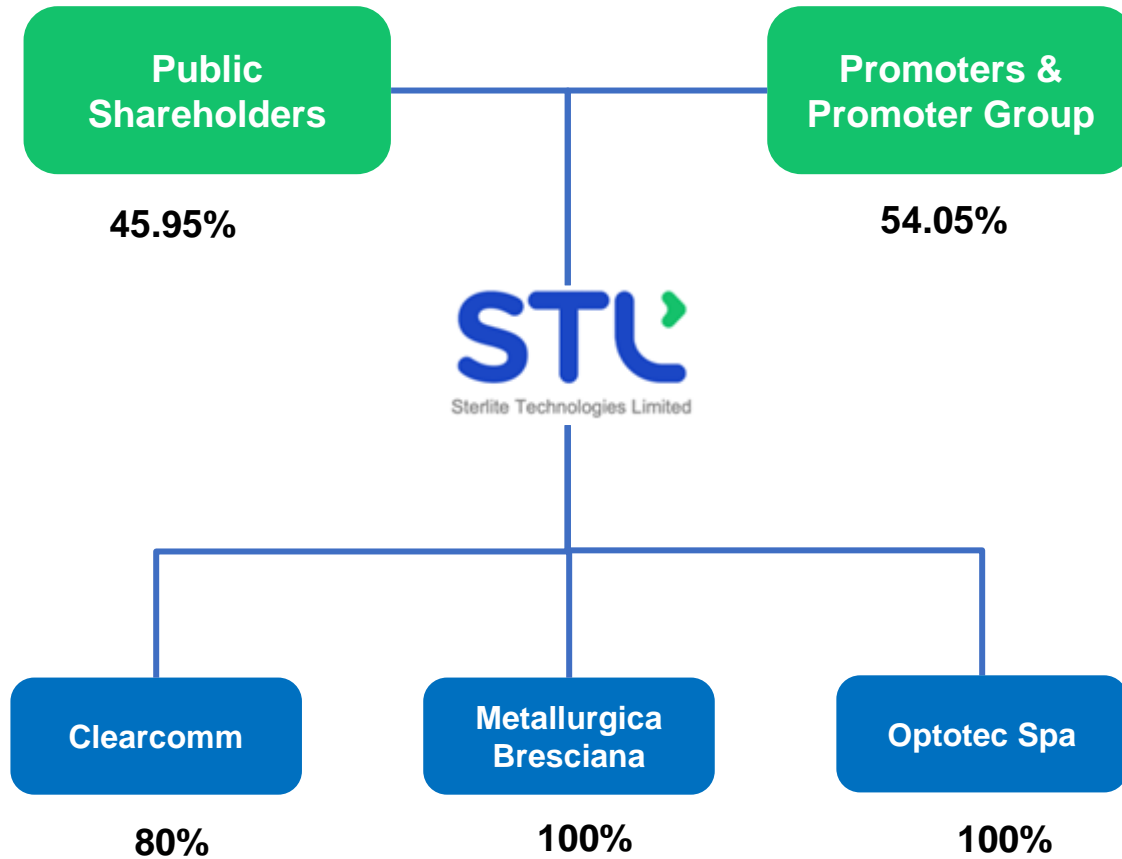 Public
Shareholders
Promoters &
Promoter Group
45.95%
54.05%
STL
Sterlite Technologies Limited
Clearcomm
Metallurgica
Bresciana
Optotec Spa
80%
100%
100%